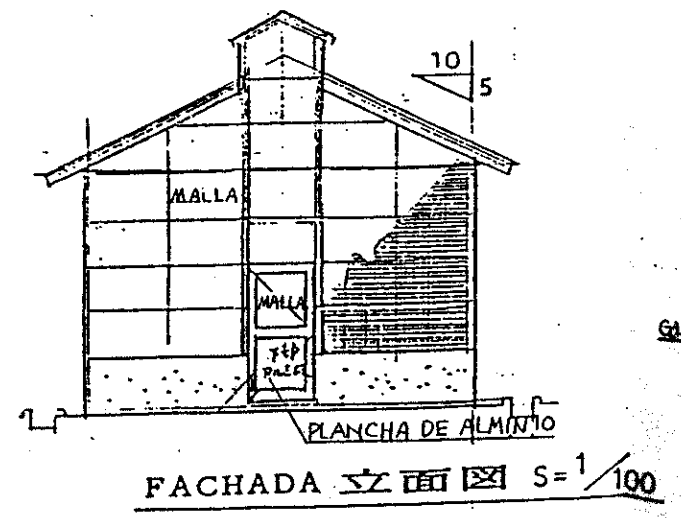 10
5
MALLA
MALLA
PLANCHA DE ALMINIO
FACHADA 立面図 S=1/100